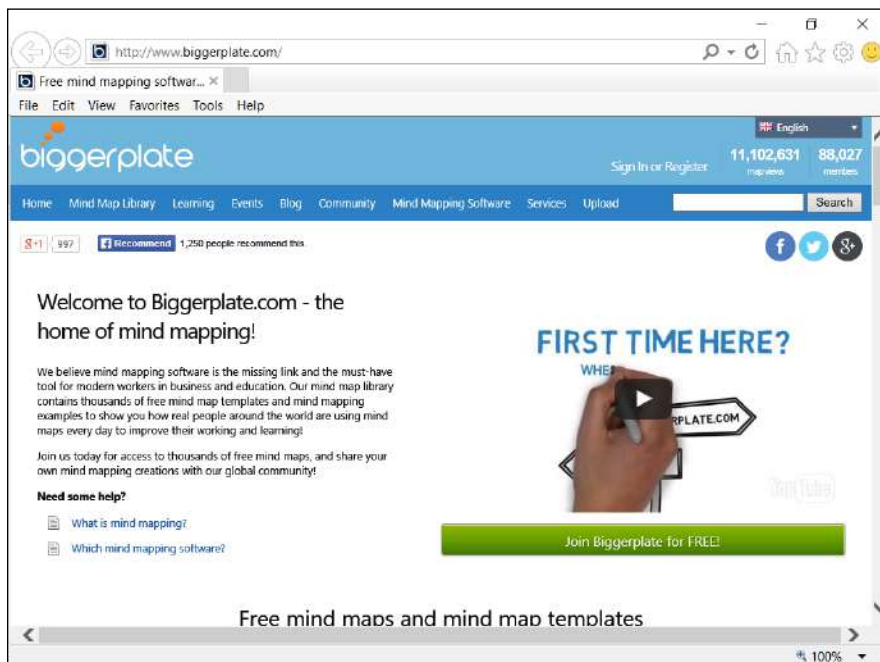 http://www.biggerplate.com/
Free mind mapping softwar...
File Edit View Favorites Tools Help
English
biggerplate
Sign In or Register
11,102,631 88,027
map views members
Home Mind Map Library Learning Events Blog Community Mind Mapping Software Services Upload Search
g+1 997 Recommend 1,250 people recommend this.
Welcome to Biggerplate.com - the
home of mind mapping!
We believe mind mapping software is the missing link and the must-have
tool for modern workers in business and education. Our mind map library
contains thousands of free mind map templates and mind mapping
examples to show you how real people around the world are using mind
maps every day to improve their working and learning!
Join us today for access to thousands of free mind maps, and share your
own mind mapping creations with our global community!
Need some help?
What is mind mapping?
Which mind mapping software?
FIRST TIME HERE?
WHE
RPLATE.COM
YouTube
Join Biggerplate for FREE!
Free mind maps and mind map templates
100%